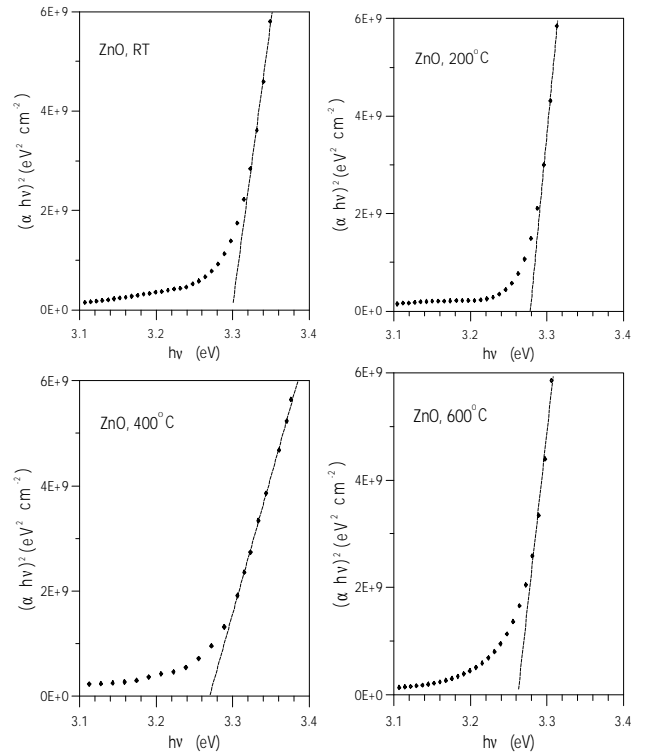 6E+9
4E+9
2E+9
0E+0
(α hν)² (eV² cm⁻²)
ZnO, RT
3.1 3.2 3.3 3.4
hν (eV)
6E+9
4E+9
2E+9
0E+0
(α hν)² (eV² cm⁻²)
ZnO, 200°C
3.1 3.2 3.3 3.4
hν (eV)
6E+9
4E+9
2E+9
0E+0
(α hν)² (eV² cm⁻²)
ZnO, 400°C
3.1 3.2 3.3 3.4
hν (eV)
6E+9
4E+9
2E+9
0E+0
(α hν)² (eV² cm⁻²)
ZnO, 600°C
3.1 3.2 3.3 3.4
hν (eV)